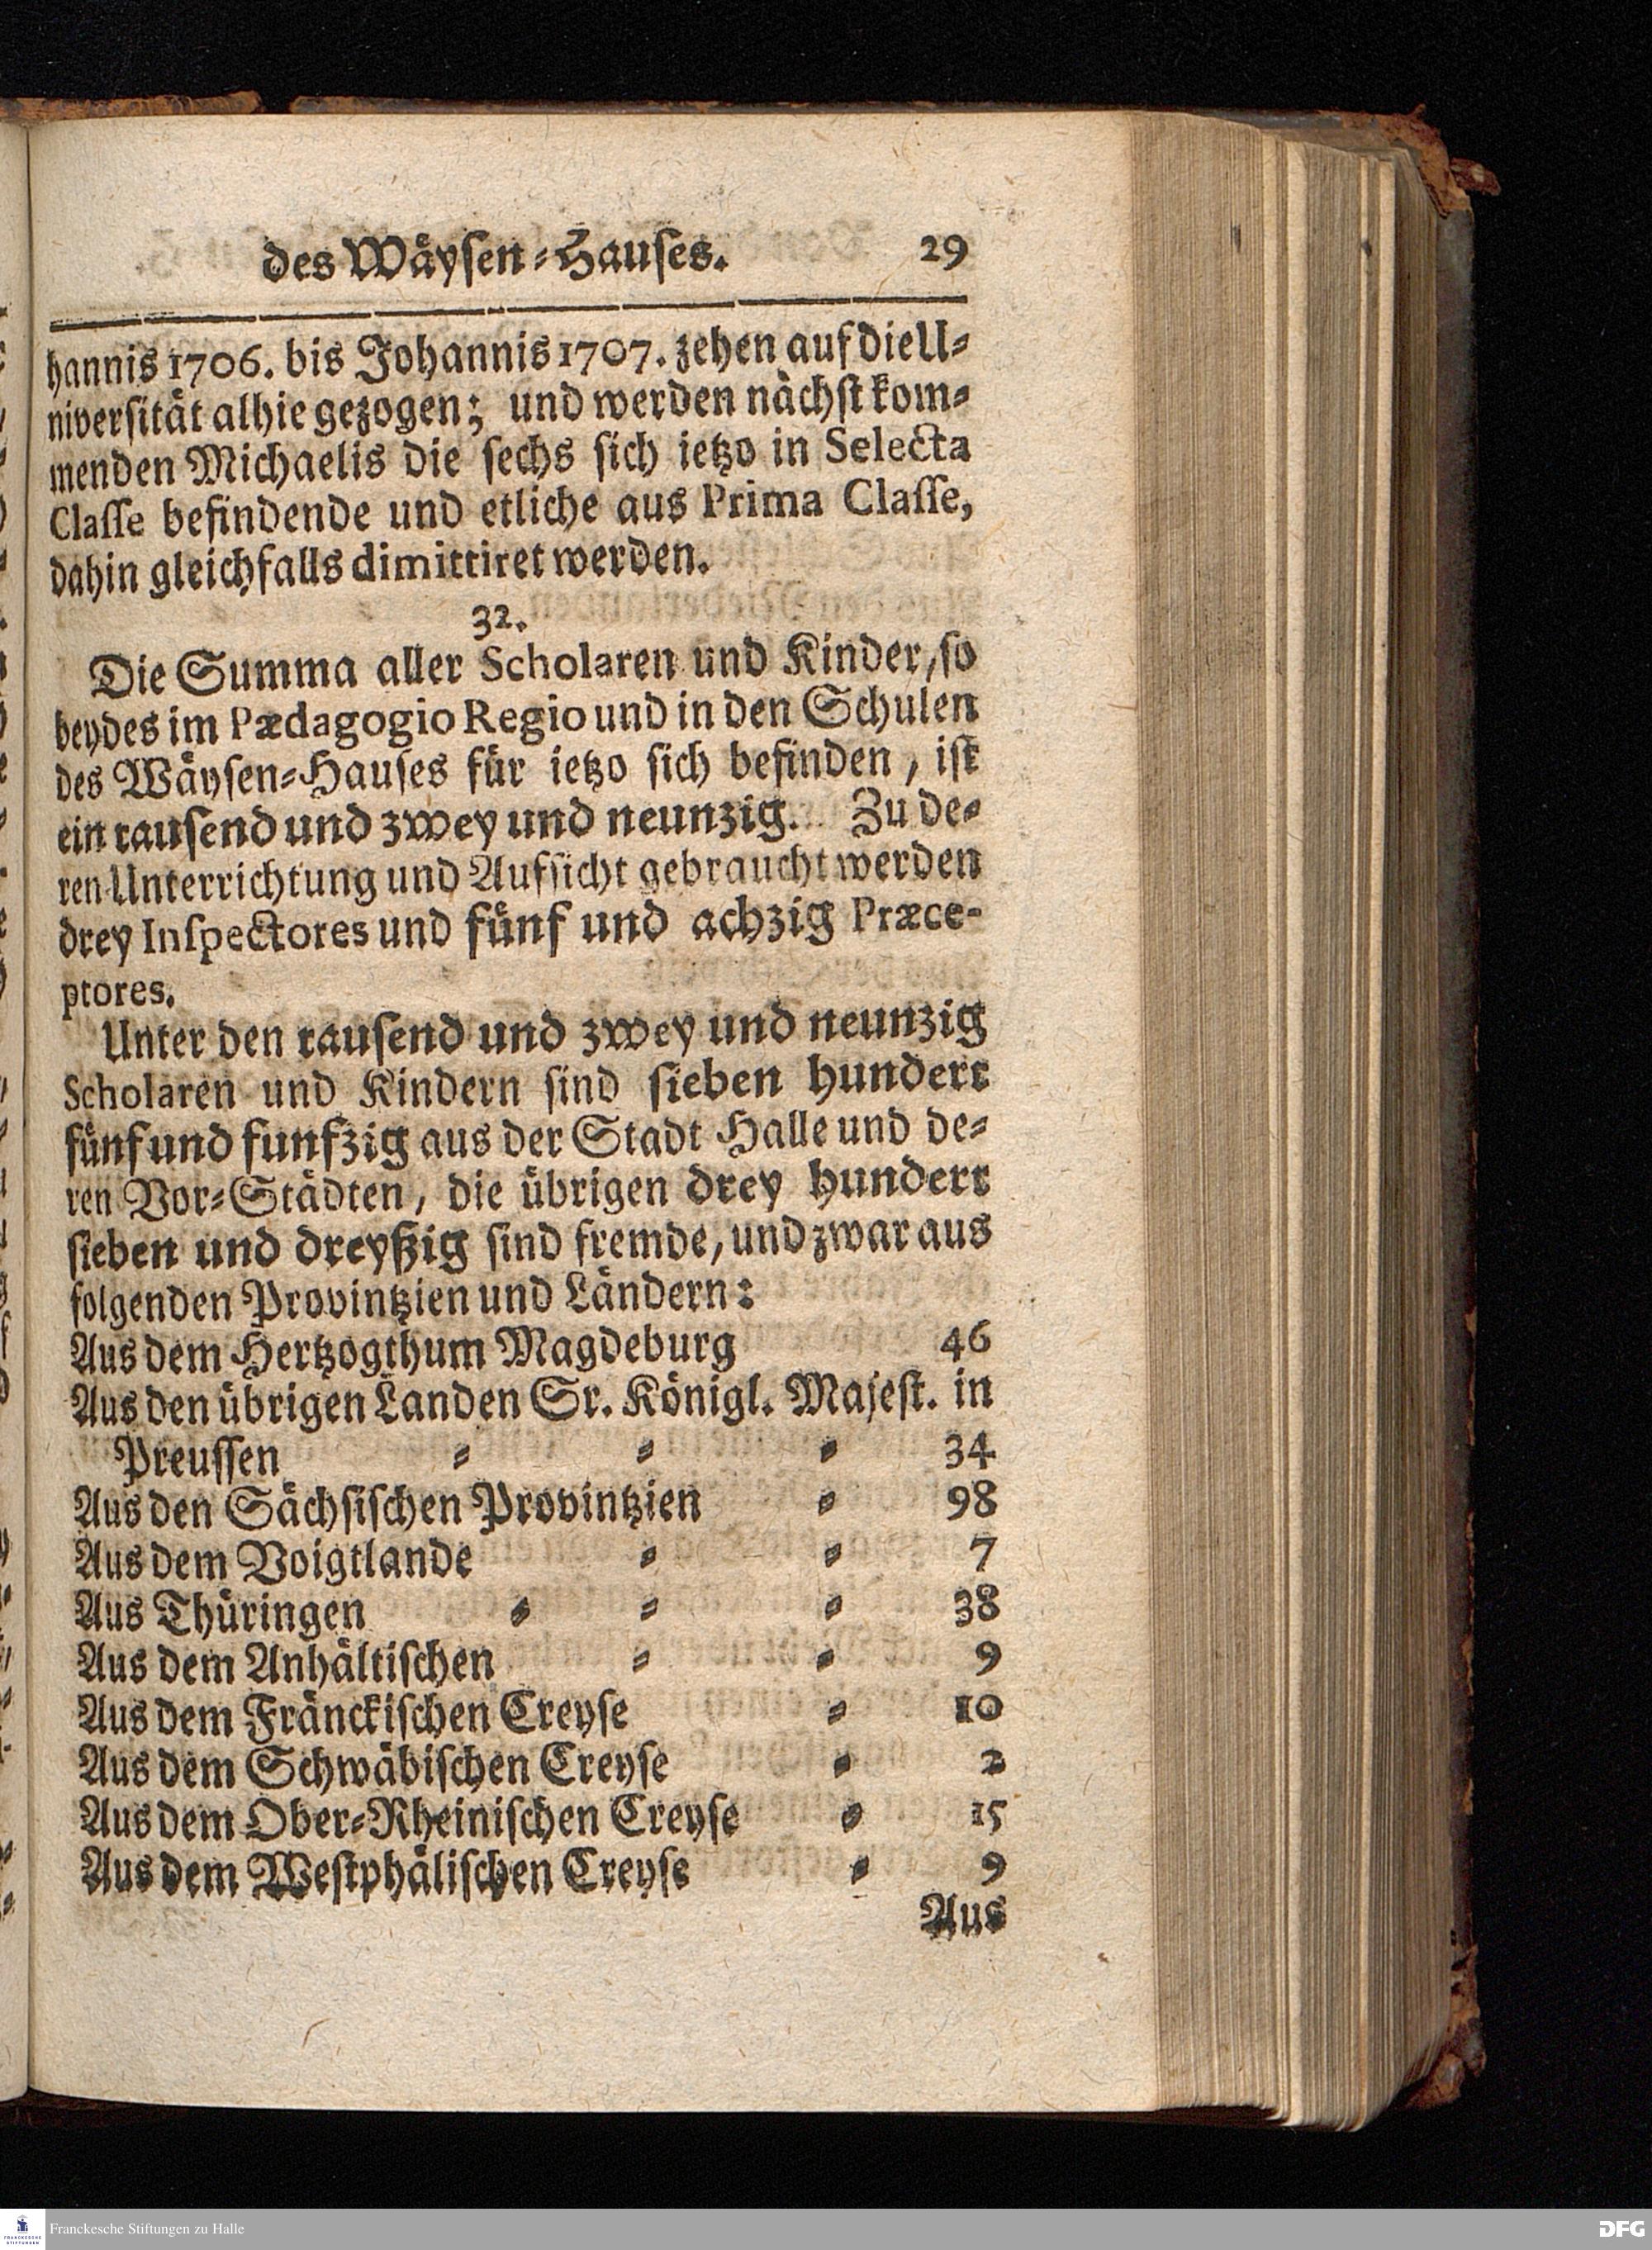 des Wäysen-Hauses. 29
hannis 1706. bis Johannis 1707. zehen auf die U-
niversität alhie gezogen; und werden nächst kom-
menden Michaelis die sechs sich ietzo in Selecta
Classe befindende und etliche aus Prima Classe,
dahin gleichfalls dimittiret werden.
32.
Die Summa aller Scholaren und Kinder, so
beydes im Pædagogio Regio und in den Schulen
des Wäysen-Hauses für ietzo sich befinden, ist
ein tausend und zwey und neunzig. Zu de-
ren Unterrichtung und Aufsicht gebraucht werden
drey Inspectores und fünf und achzig Præce-
ptores.
Unter den tausend und zwey und neunzig
Scholaren und Kindern sind sieben hundert
fünf und funfzig aus der Stadt Halle und de-
ren Vor-Städten, die übrigen drey hundert
sieben und dreyßig sind fremde, und zwar aus
folgenden Provintzien und Ländern:
Aus dem Hertzogthum Magdeburg 46
Aus den übrigen Landen Sr. Königl. Majest. in
Preussen - - - 34
Aus den Sächsischen Provintzien - 98
Aus dem Voigtlande - - 7
Aus Thüringen - - - 38
Aus dem Anhältischen - - 9
Aus dem Fränckischen Creyse - 10
Aus dem Schwäbischen Creyse - 2
Aus dem Ober-Rheinischen Creyse - 15
Aus dem Westphälischen Creyse - 9
Aus
FRANCKESCHE STIFTUNGEN
Franckesche Stiftungen zu Halle
DFG